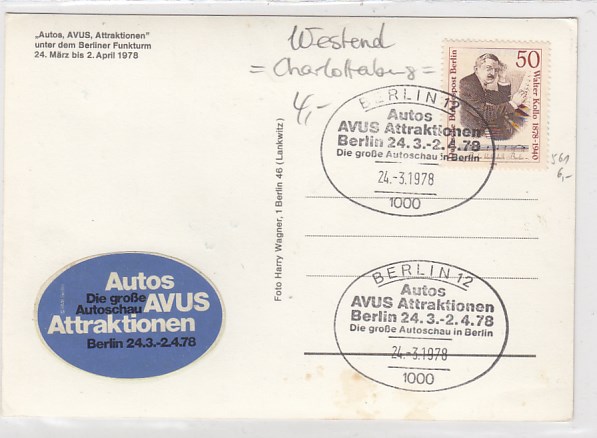 „Autos, AVUS, Attraktionen"
unter dem Berliner Funkturm
24. März bis 2. April 1978
Westend
= Charlottenburg =
4,-
50
Deutsche Bundespost Berlin
Walter Kollo 1878-1940
561
6,-
BERLIN 12
Autos
AVUS Attraktionen
Berlin 24.3.-2.4.78
Die große Autoschau in Berlin
24.-3.1978
1000
Foto Harry Wagner, 1 Berlin 46 (Lankwitz)
Autos
Die große AVUS
Autoschau
Attraktionen
Berlin 24.3.-2.4.78
BERLIN 12
Autos
AVUS Attraktionen
Berlin 24.3.-2.4.78
Die große Autoschau in Berlin
24.-3.1978
1000